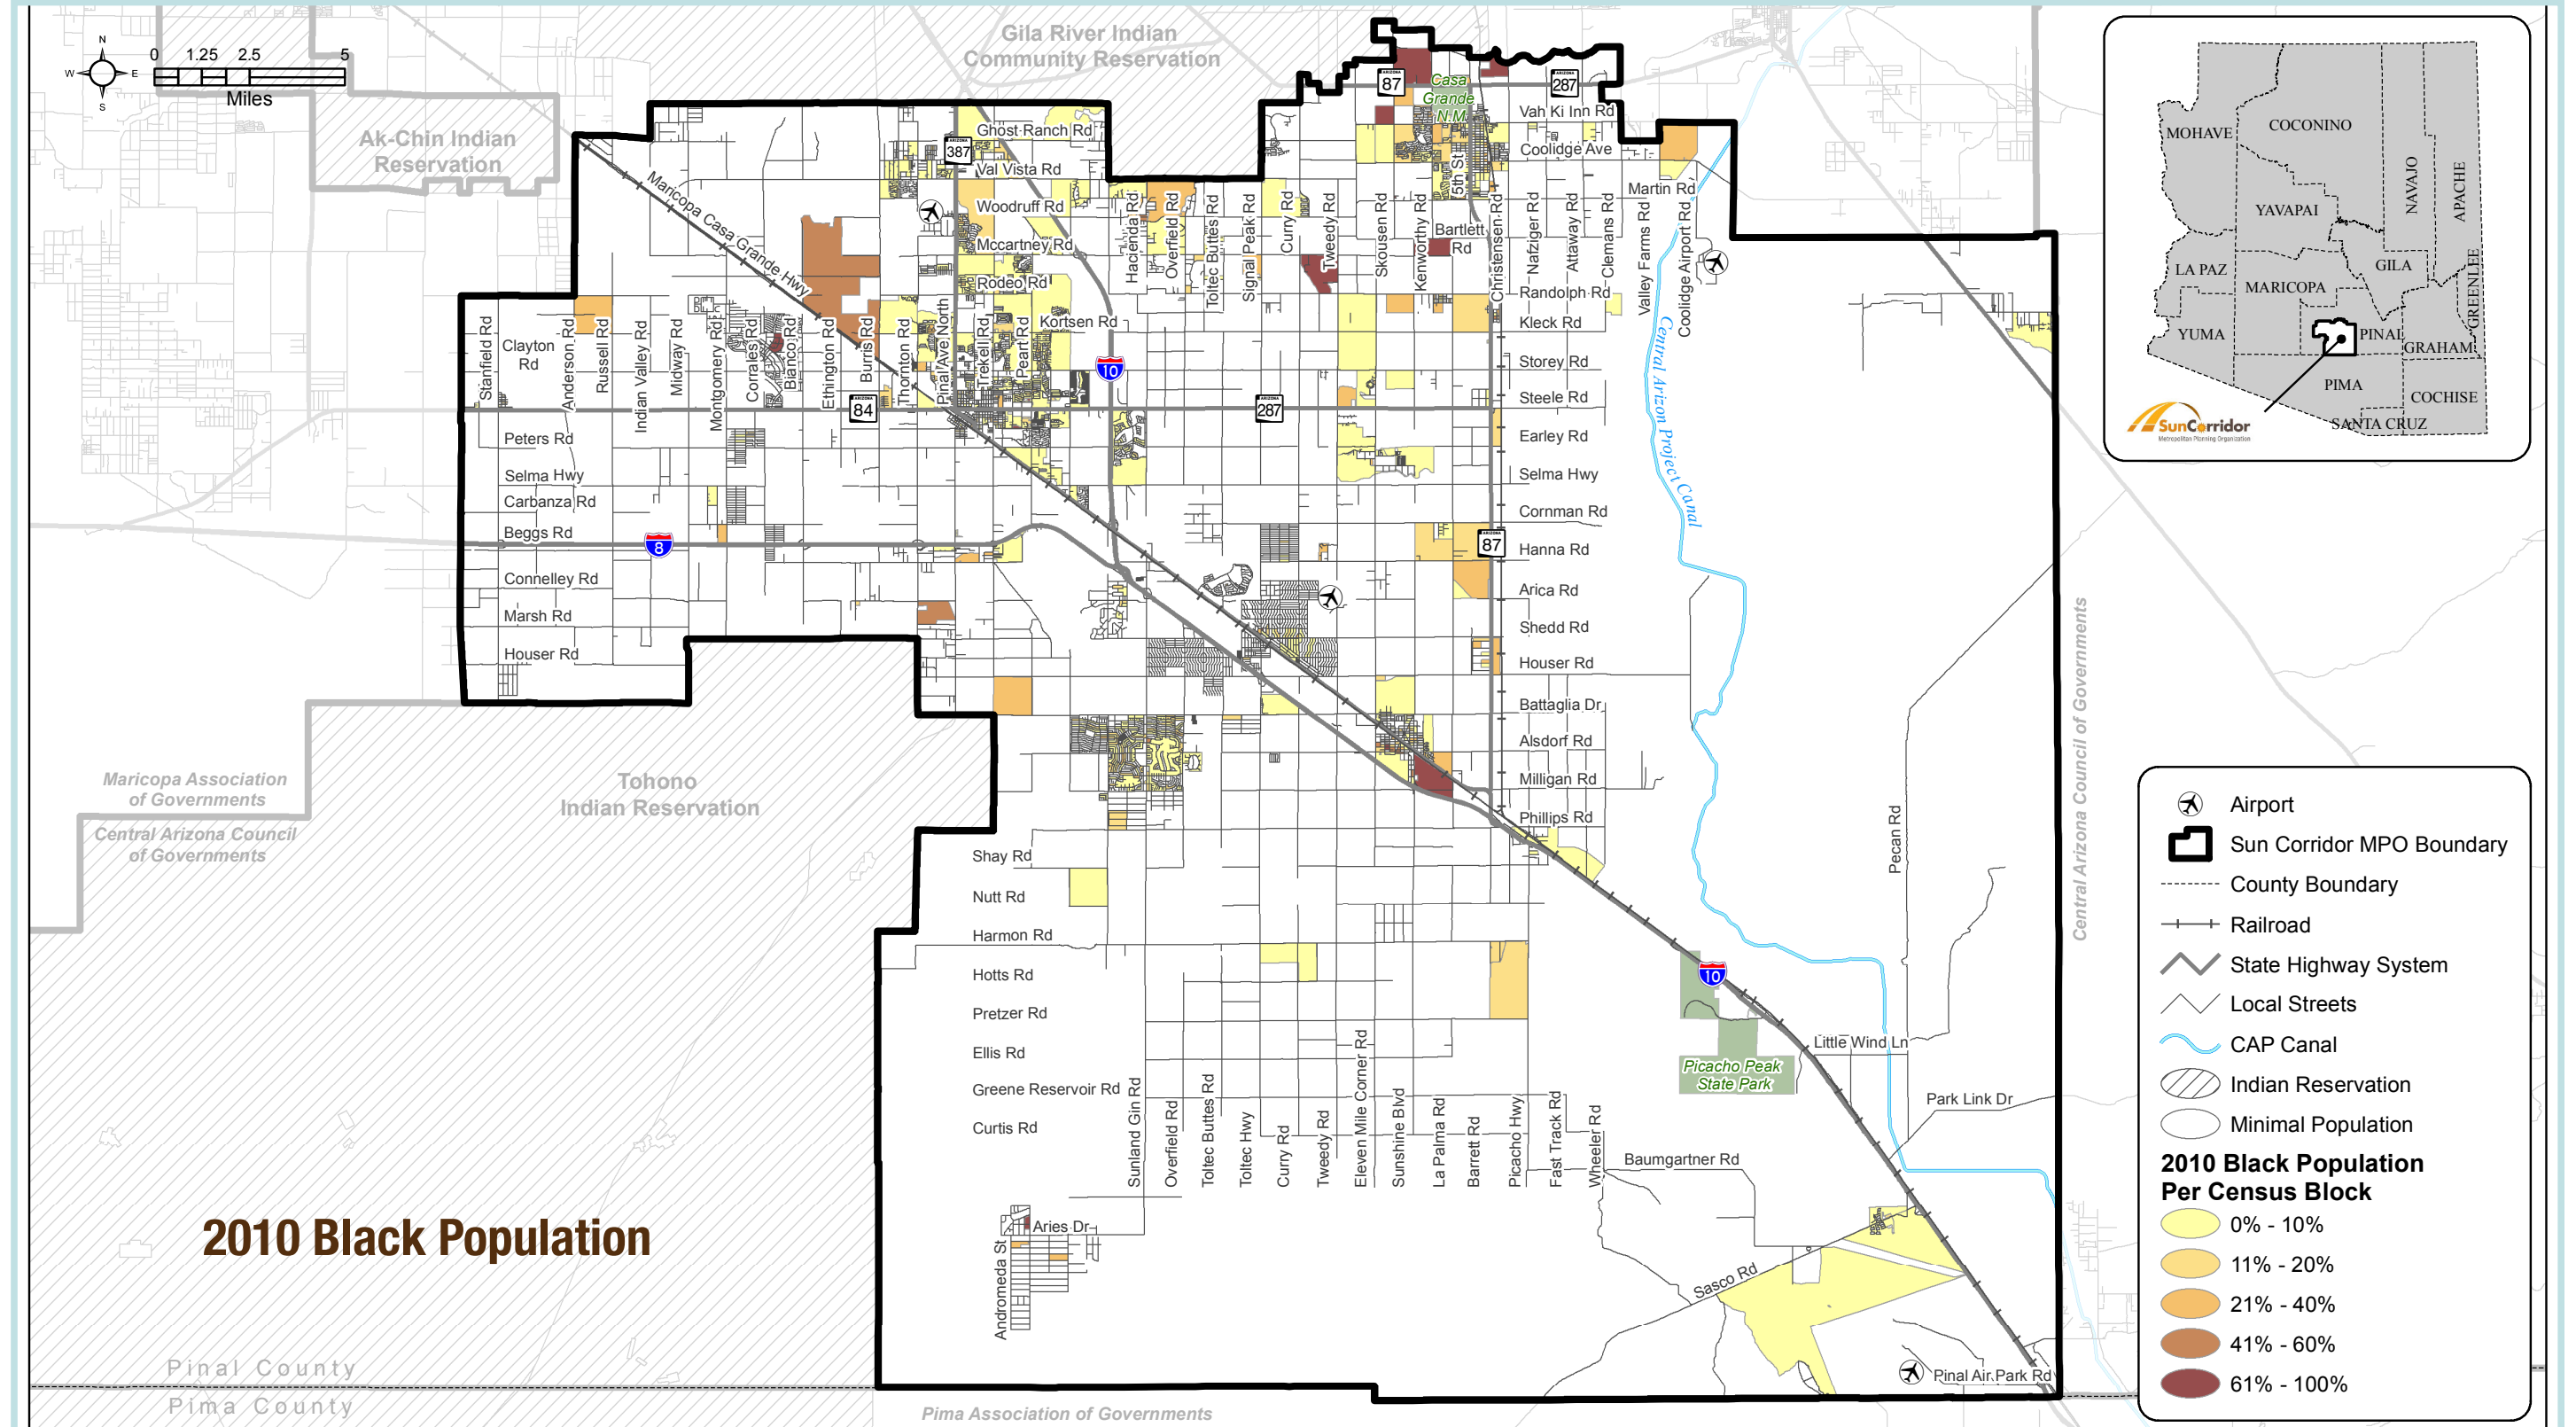 N
W
E
S
0 1.25 2.5 5
Miles
Gila River Indian
Community Reservation
Ak-Chin Indian
Reservation
ARIZONA
87
Casa
Grande
N.M.
ARIZONA
287
Vah Ki Inn Rd
Coolidge Ave
Ghost Ranch Rd
ARIZONA
387
Val Vista Rd
Woodruff Rd
Mccartney Rd
Rodeo Rd
Kortsen Rd
Maricopa Casa Grande Hwy
Hacienda Rd
Overfield Rd
Toltec Buttes Rd
Signal Peak Rd
Curry Rd
Tweedy Rd
Skousen Rd
Kenworthy Rd
5th St
Bartlett
Rd
Christensen Rd
Nafziger Rd
Attaway Rd
Clemans Rd
Martin Rd
Valley Farms Rd
Coolidge Airport Rd
Randolph Rd
Kleck Rd
Storey Rd
Steele Rd
Earley Rd
Selma Hwy
Cornman Rd
Hanna Rd
Arica Rd
Shedd Rd
Houser Rd
Battaglia Dr
Alsdorf Rd
Milligan Rd
Phillips Rd
Central Arizon Project Canal
Stanfield Rd
Clayton
Rd
Anderson Rd
Russell Rd
Indian Valley Rd
Midway Rd
Montgomery Rd
Corrales Rd
Bianco Rd
Ethington Rd
Burris Rd
Thornton Rd
Pinal Ave North
Trekell Rd
Peart Rd
10
ARIZONA
84
ARIZONA
287
Peters Rd
Selma Hwy
Carbanza Rd
Beggs Rd
8
ARIZONA
87
Connelley Rd
Marsh Rd
Houser Rd
Maricopa Association
of Governments
Central Arizona Council
of Governments
Tohono
Indian Reservation
Shay Rd
Nutt Rd
Harmon Rd
Hotts Rd
Pretzer Rd
Ellis Rd
Greene Reservoir Rd
Curtis Rd
Sunland Gin Rd
Overfield Rd
Toltec Buttes Rd
Toltec Hwy
Curry Rd
Tweedy Rd
Eleven Mile Corner Rd
Sunshine Blvd
La Palma Rd
Barrett Rd
Picacho Hwy
Fast Track Rd
Wheeler Rd
10
Picacho Peak
State Park
Little Wind Ln
Park Link Dr
Pecan Rd
Baumgartner Rd
Sasco Rd
Pinal Air Park Rd
Aries Dr
Andromeda St
2010 Black Population
Pinal County
Pima County
Pima Association of Governments
Central Arizona Council of Governments
MOHAVE
COCONINO
NAVAJO
APACHE
YAVAPAI
LA PAZ
GILA
MARICOPA
GREENLEE
YUMA
PINAL
GRAHAM
PIMA
COCHISE
SANTA CRUZ
SunCorridor
Metropolitan Planning Organization
Airport
Sun Corridor MPO Boundary
County Boundary
Railroad
State Highway System
Local Streets
CAP Canal
Indian Reservation
Minimal Population
2010 Black Population
Per Census Block
0% - 10%
11% - 20%
21% - 40%
41% - 60%
61% - 100%